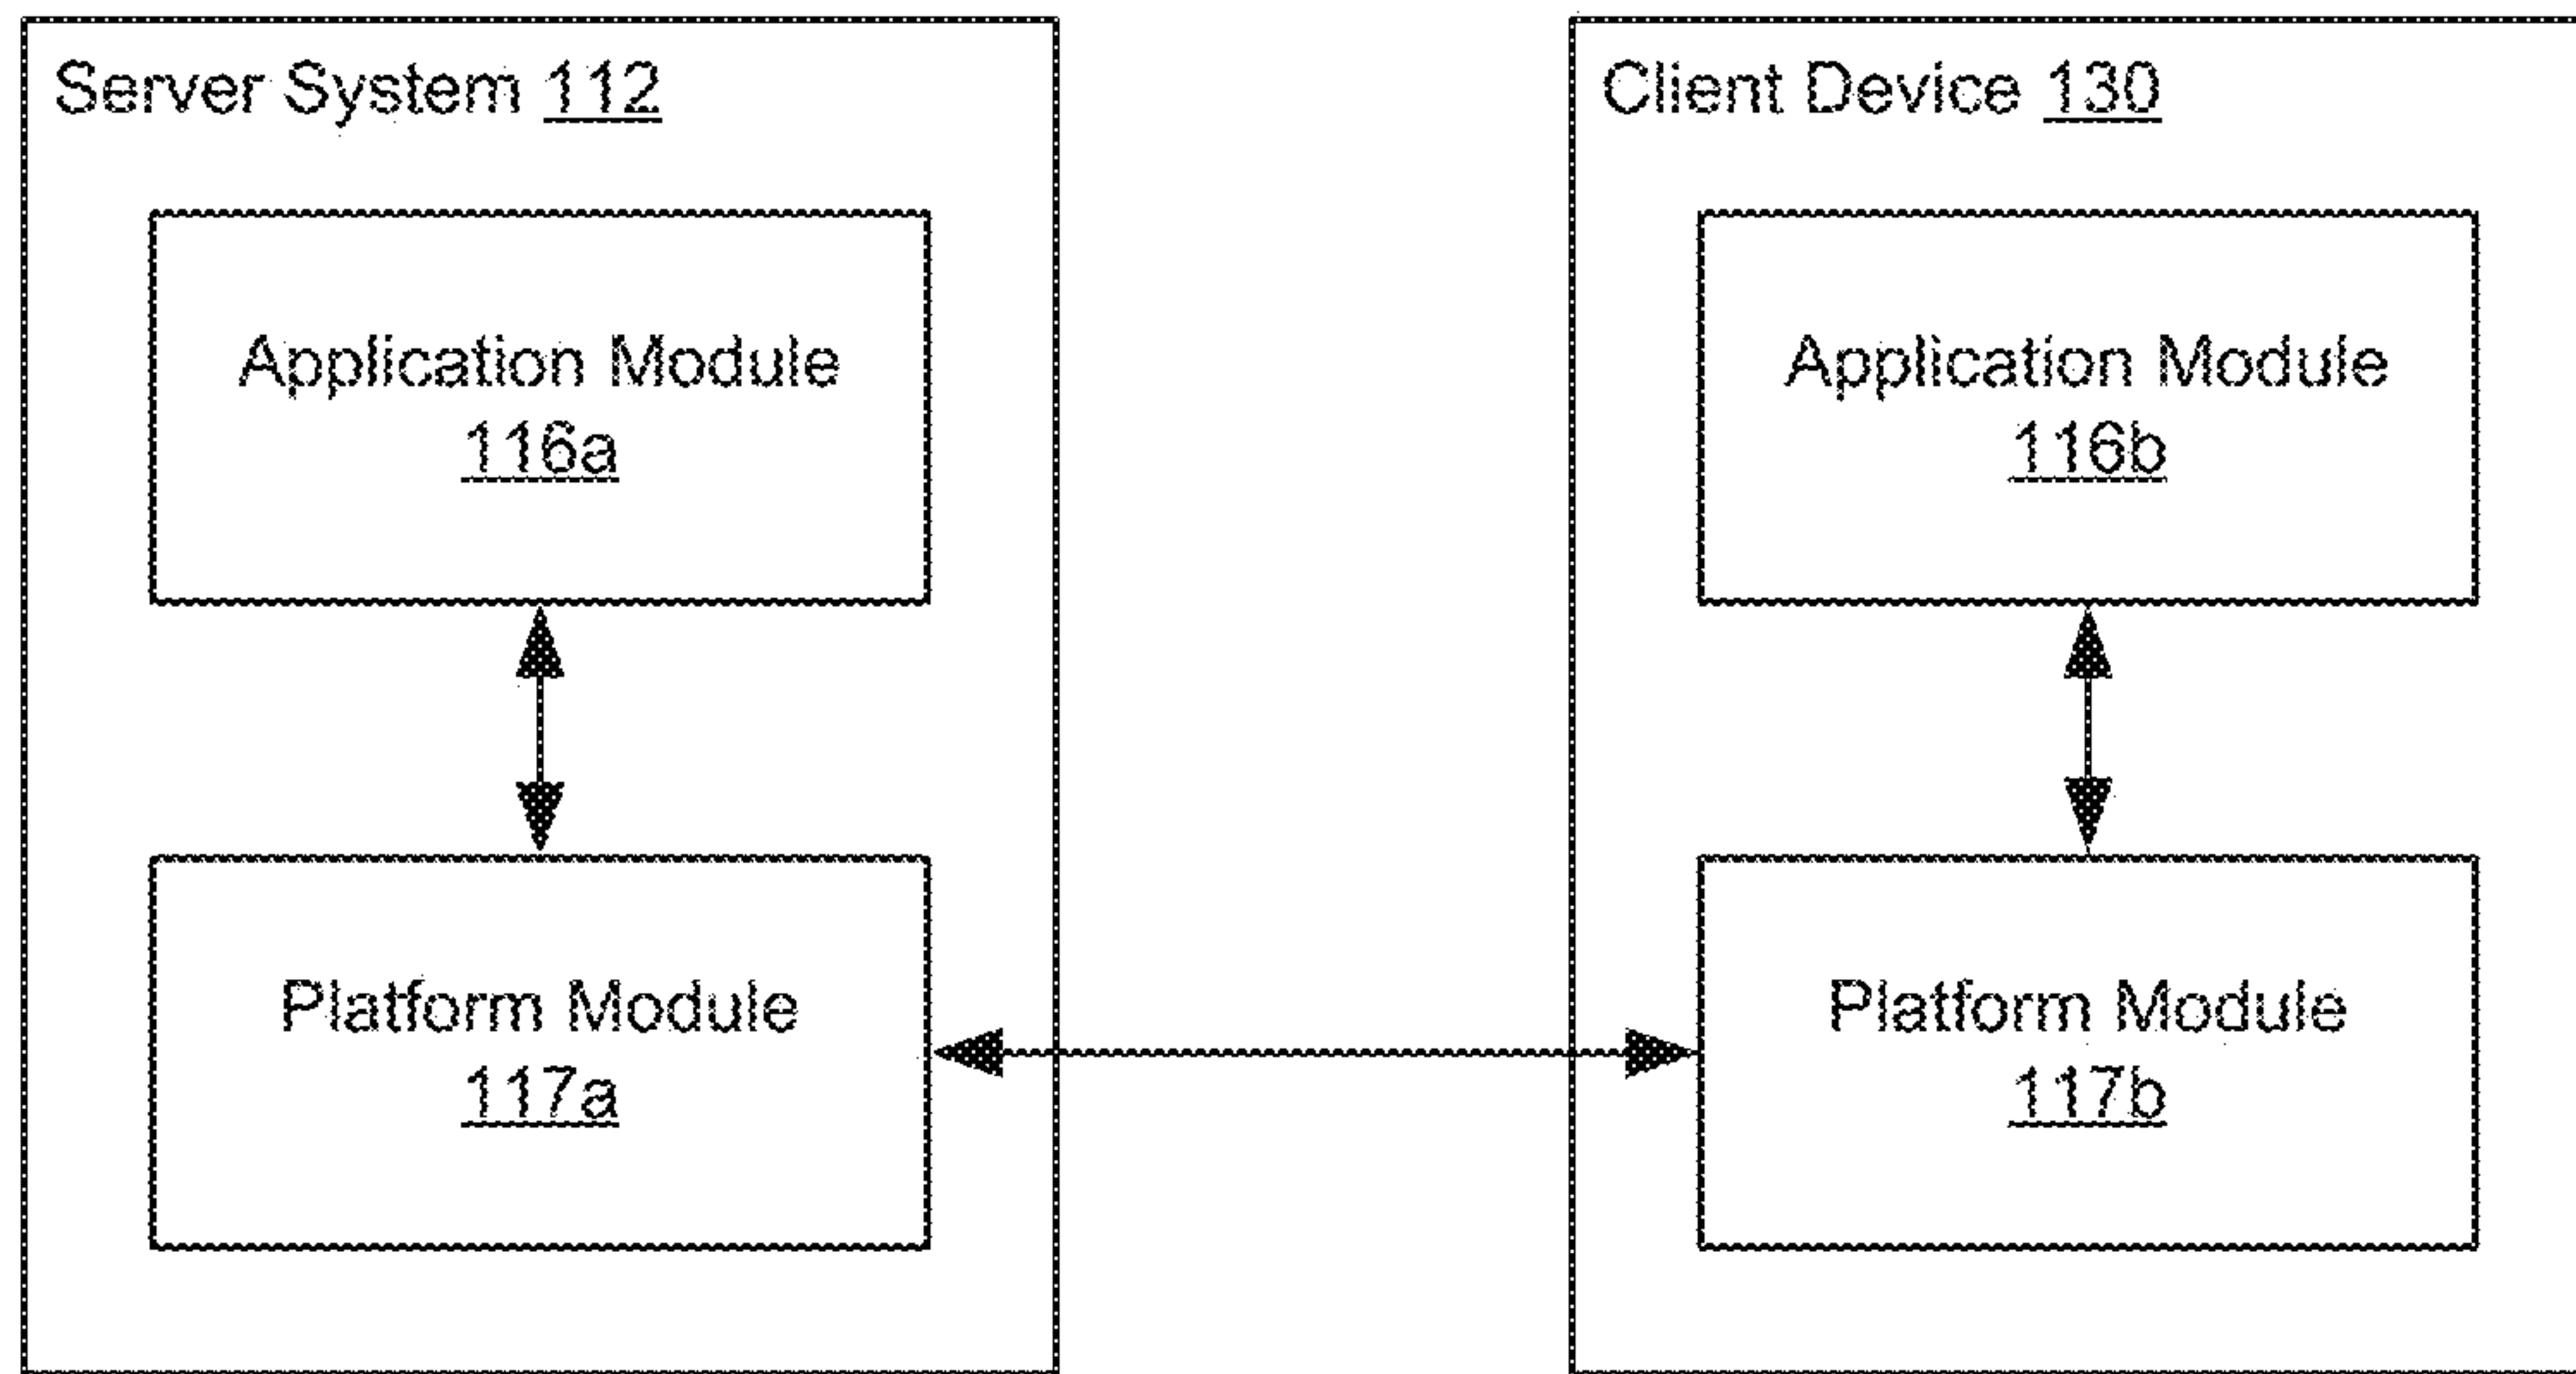 Server System 112
Application Module
116a
Platform Module
117a
Client Device 130
Application Module
116b
Platform Module
117b